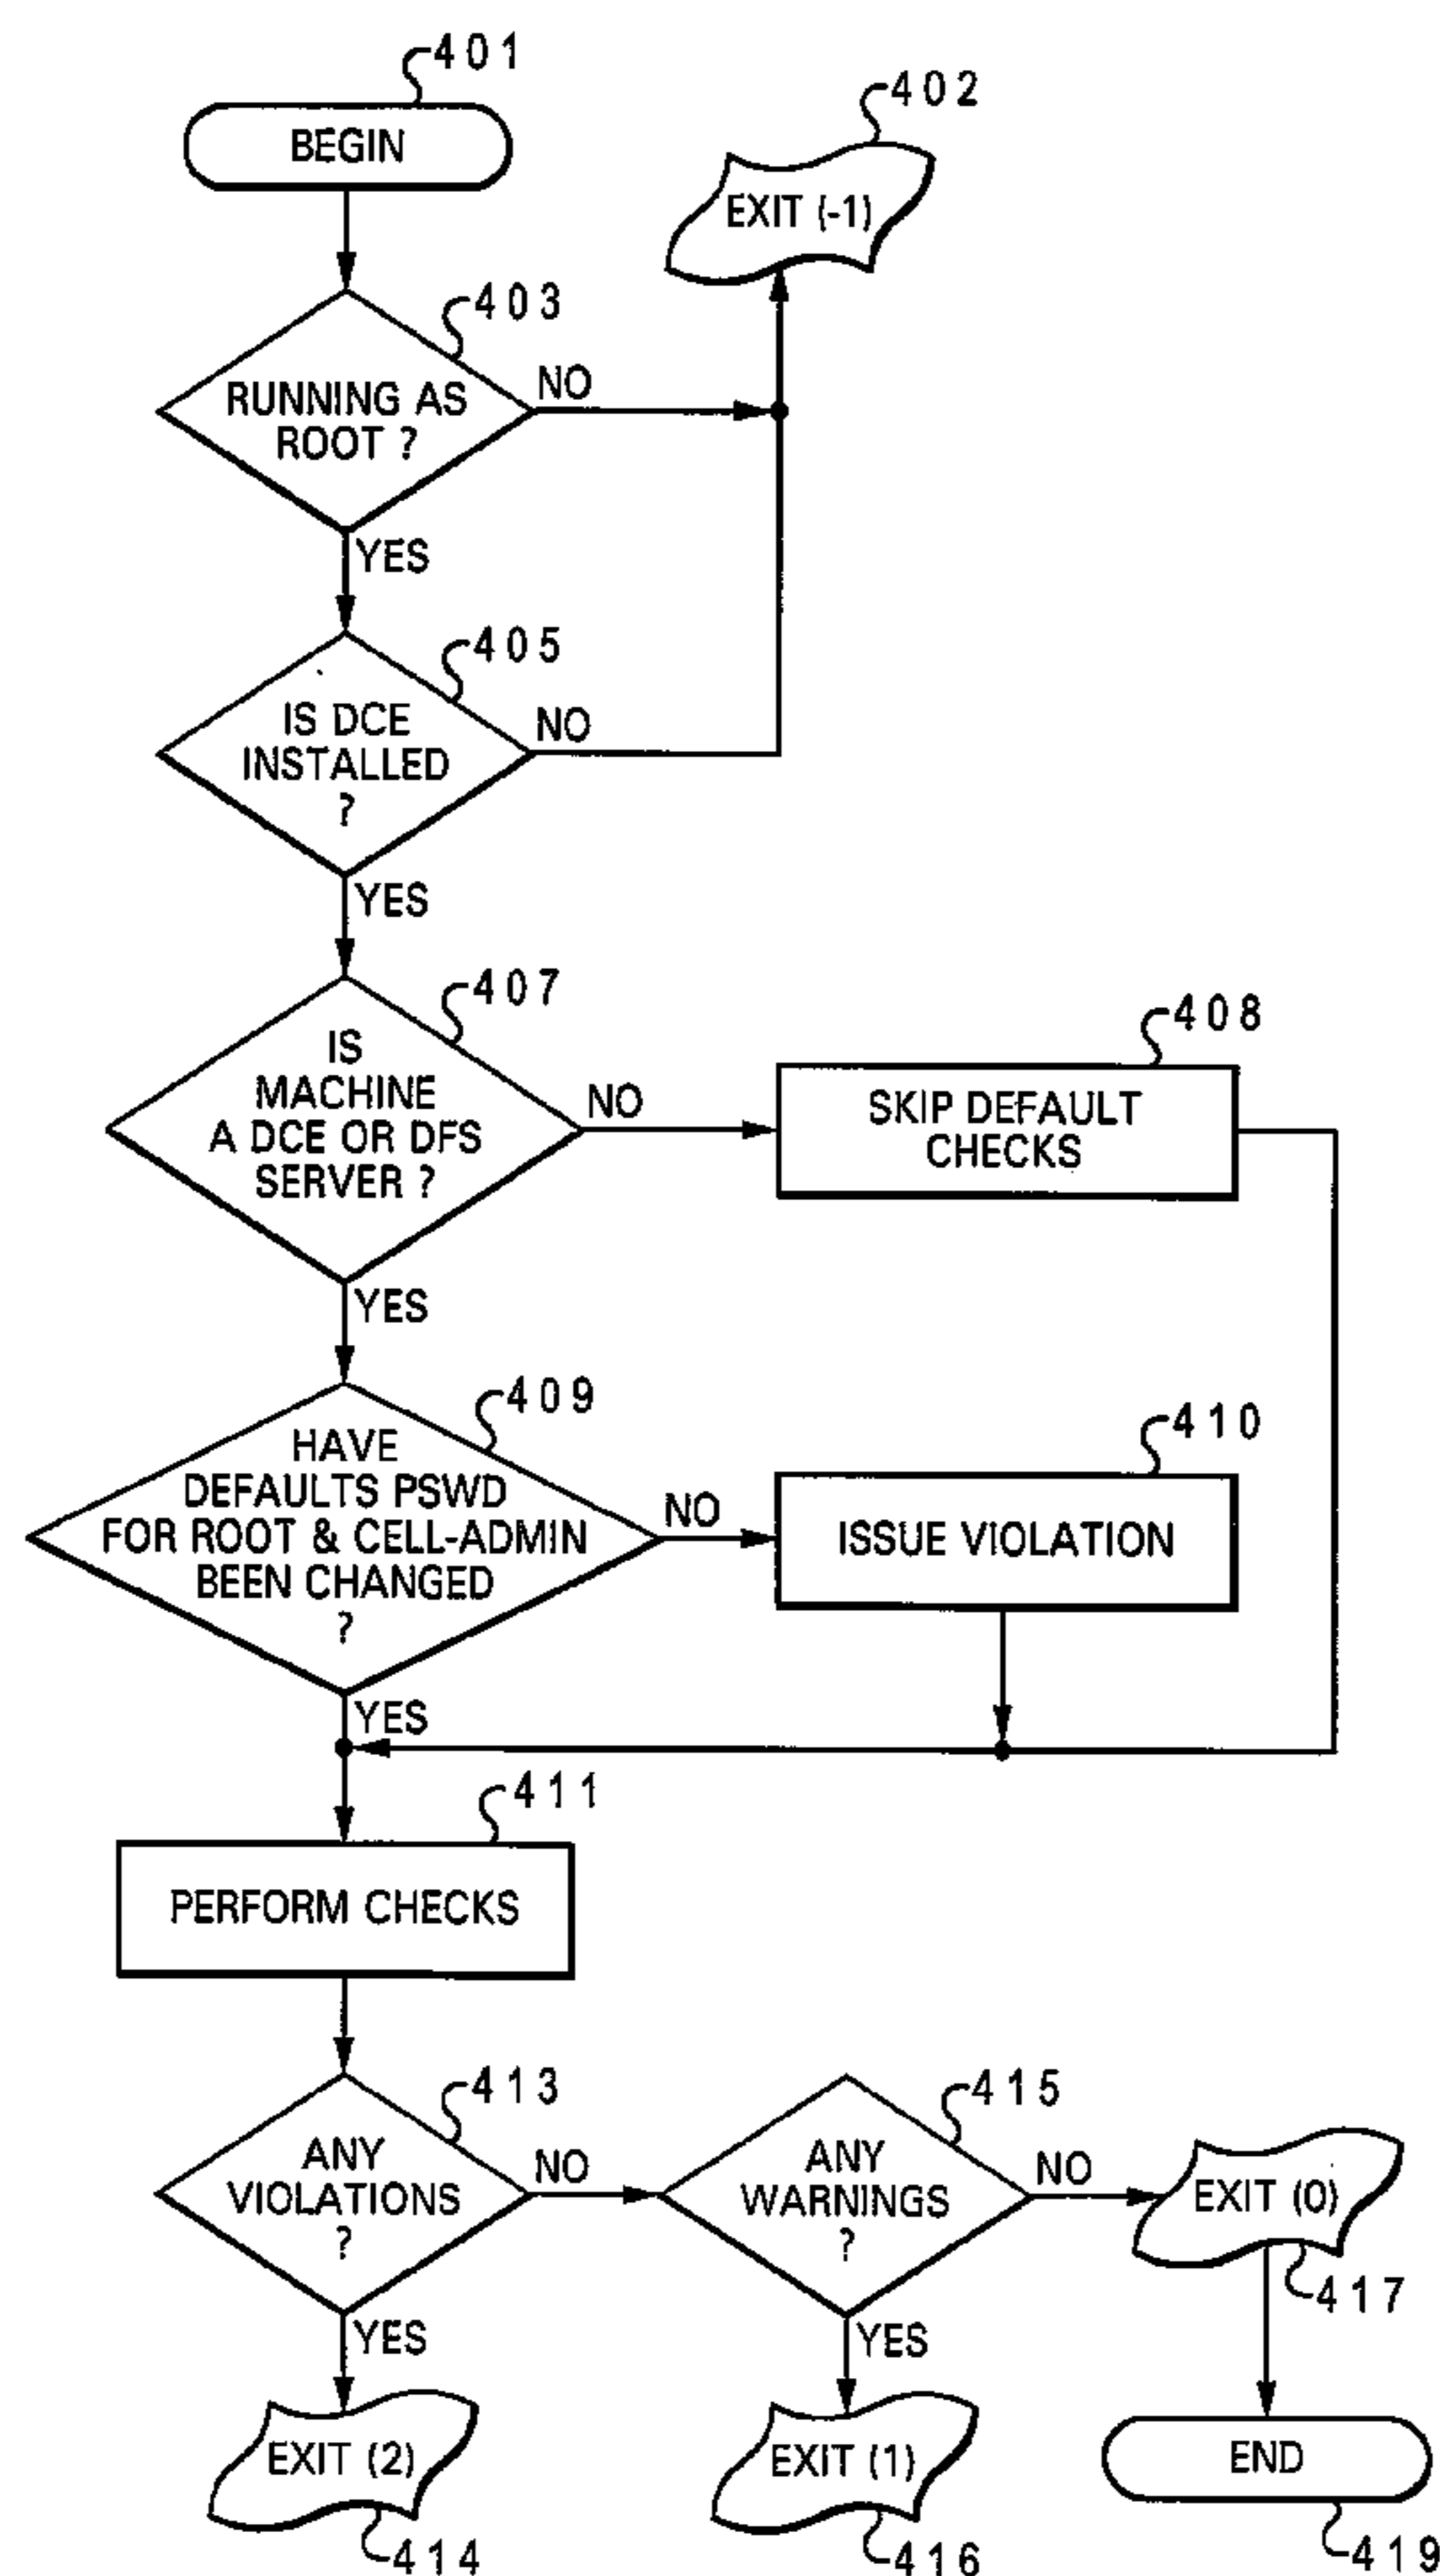 401
BEGIN
402
EXIT (-1)
403
RUNNING AS
ROOT ?
NO
YES
405
IS DCE
INSTALLED
?
NO
YES
407
IS
MACHINE
A DCE OR DFS
SERVER ?
NO
408
SKIP DEFAULT
CHECKS
YES
409
HAVE
DEFAULTS PSWD
FOR ROOT & CELL-ADMIN
BEEN CHANGED
?
NO
410
ISSUE VIOLATION
YES
411
PERFORM CHECKS
413
ANY
VIOLATIONS
?
NO
415
ANY
WARNINGS
?
NO
EXIT (0)
417
YES
EXIT (2)
414
YES
EXIT (1)
416
END
419